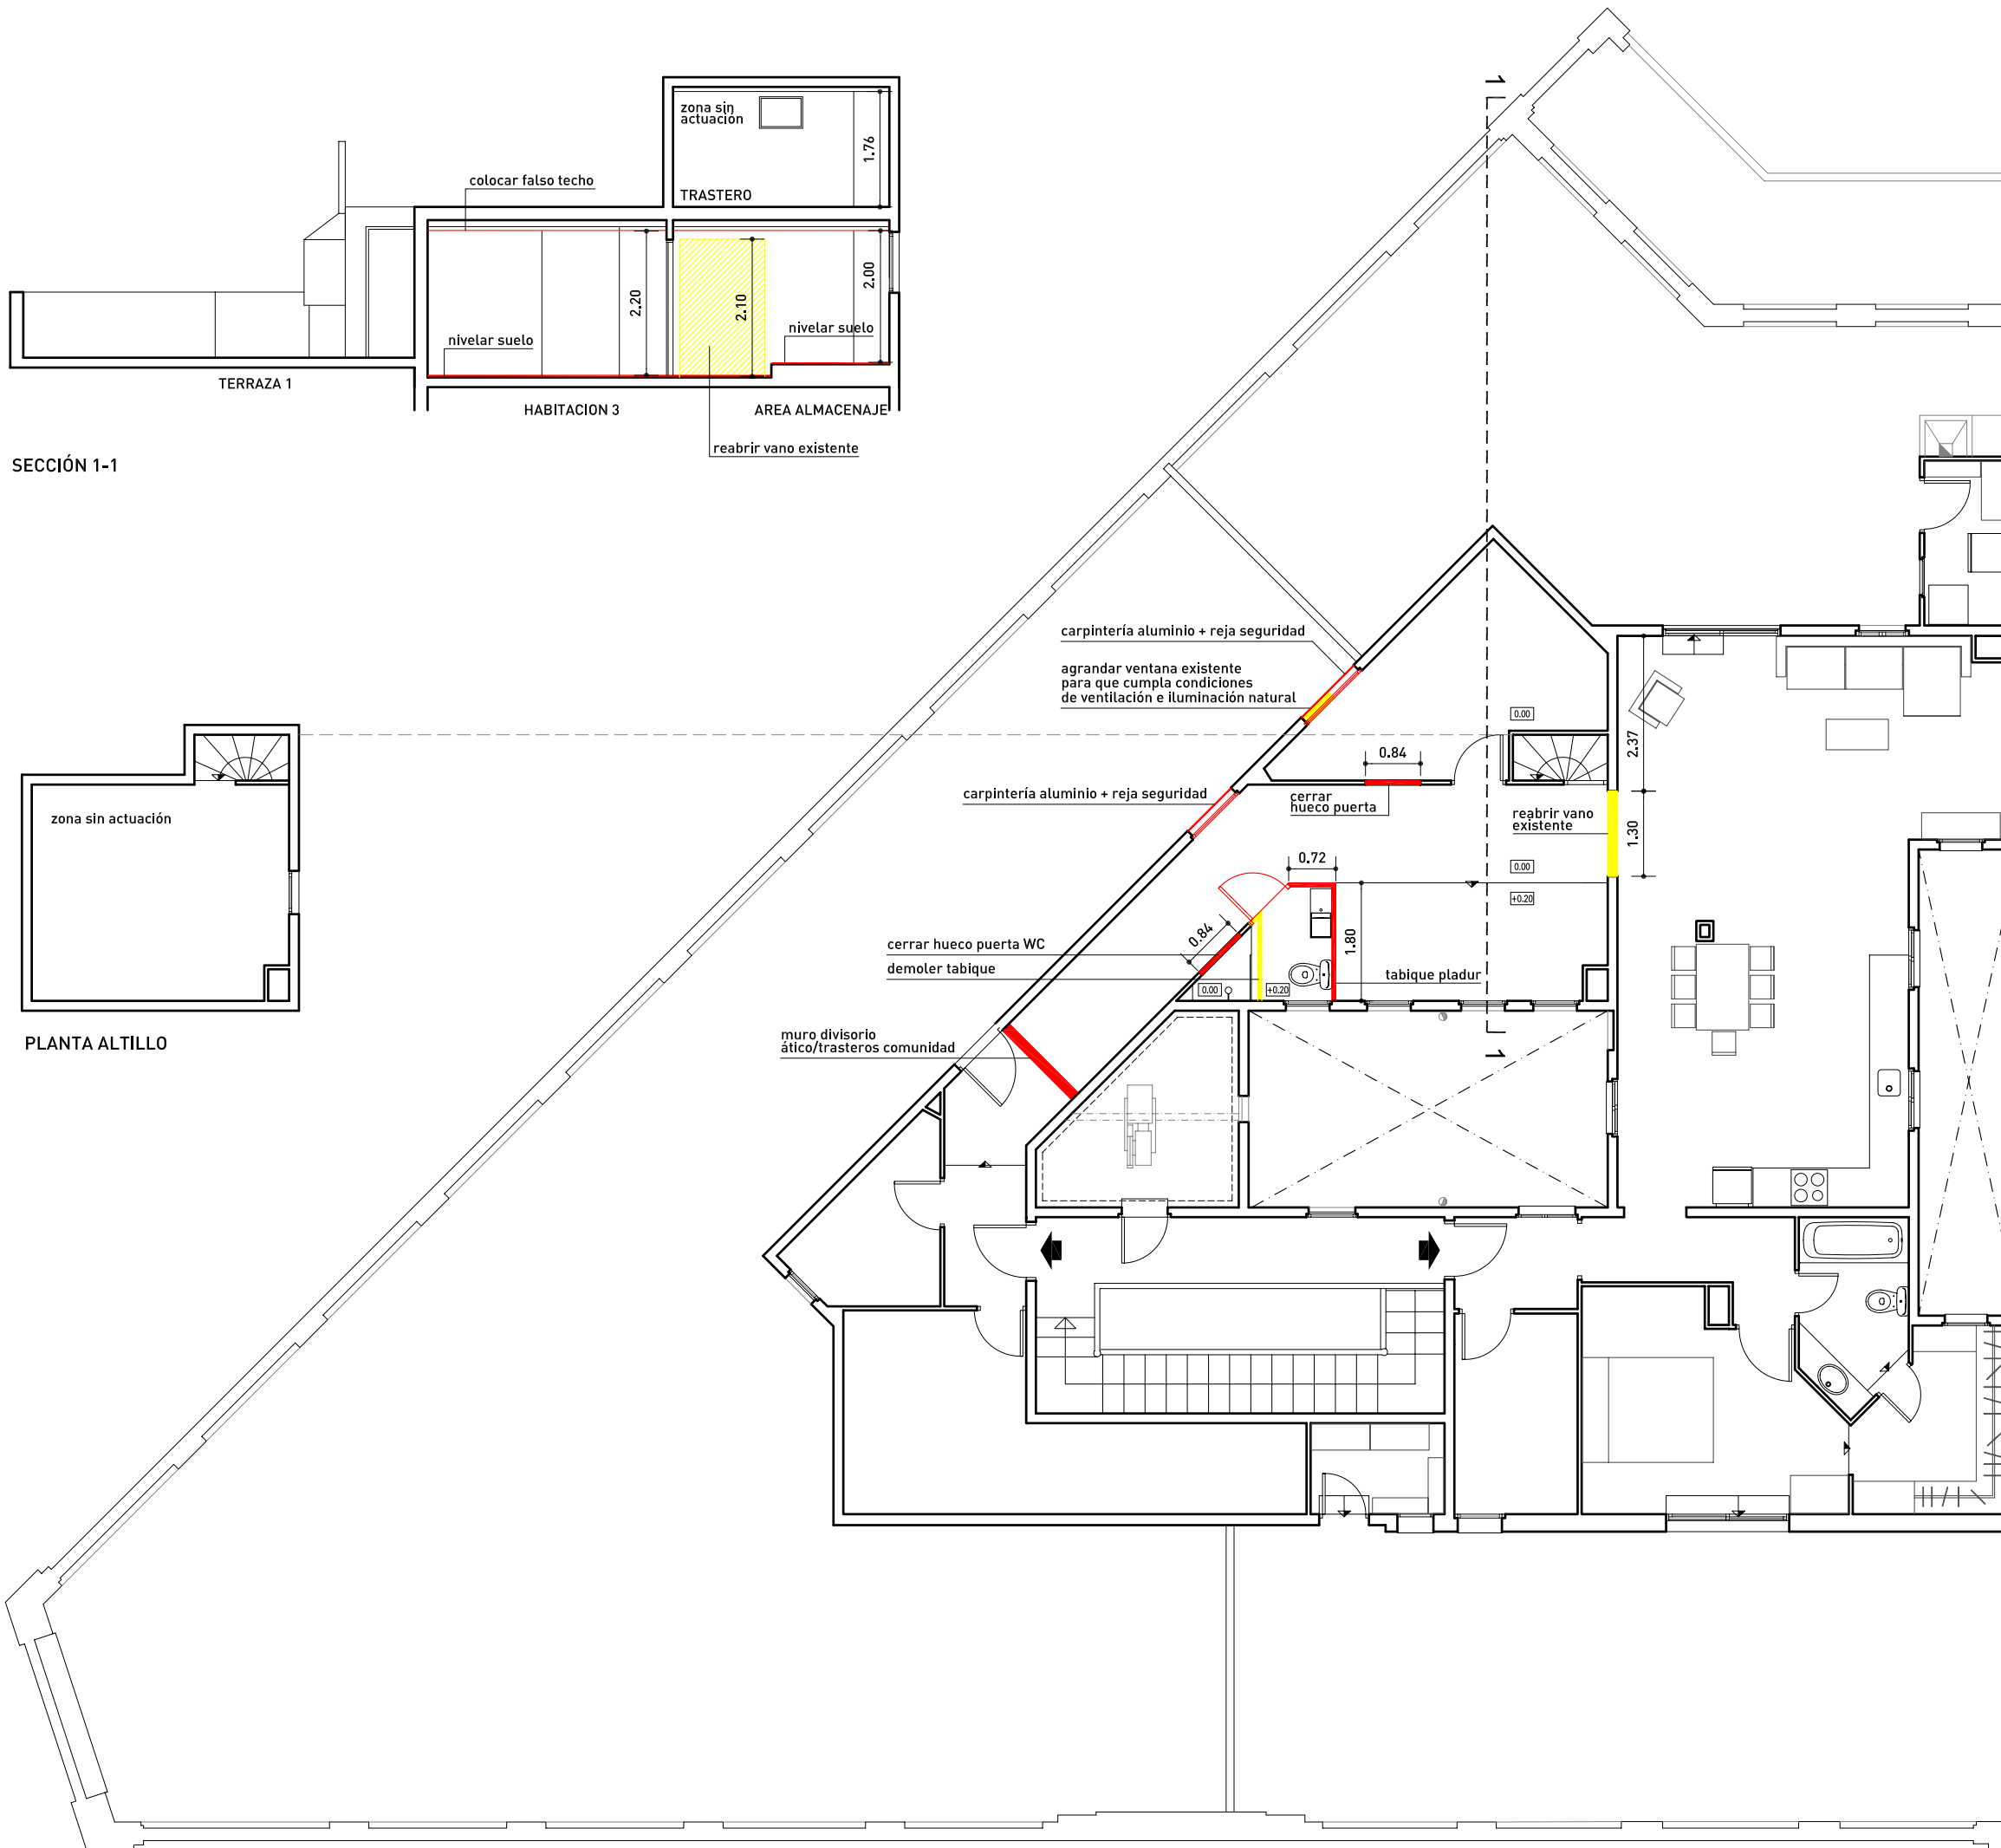 zona sin
actuación
1.76
TRASTERO
colocar falso techo
2.20
2.10
2.00
nivelar suelo
nivelar suelo
TERRAZA 1
HABITACION 3
AREA ALMACENAJE
reabrir vano existente
SECCIÓN 1-1
1
carpintería aluminio + reja seguridad
agrandar ventana existente
para que cumpla condiciones
de ventilación e iluminación natural
0.00
2.37
0.84
carpintería aluminio + reja seguridad
cerrar
hueco puerta
reabrir vano
existente
1.30
zona sin actuación
0.72
0.00
+0.20
0.84
1.80
cerrar hueco puerta WC
demoler tabique
tabique pladur
0.00
+0.20
PLANTA ALTILLO
muro divisorio
ático/trasteros comunidad
1